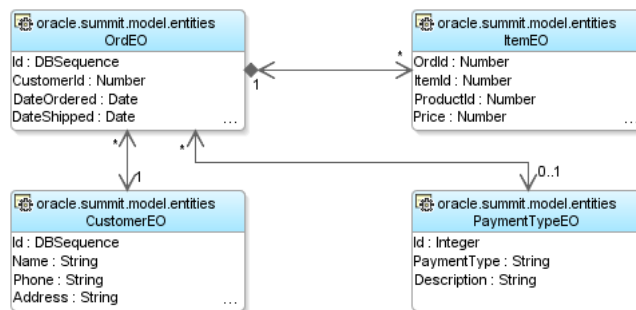 oracle.summit.model.entities
OrdEO
Id : DBSequence
CustomerId : Number
DateOrdered : Date
DateShipped : Date
...
1
*
oracle.summit.model.entities
ItemEO
OrdId : Number
ItemId : Number
ProductId : Number
Price : Number
...
*
1
*
0..1
oracle.summit.model.entities
CustomerEO
Id : DBSequence
Name : String
Phone : String
Address : String
...
oracle.summit.model.entities
PaymentTypeEO
Id : Integer
PaymentType : String
Description : String